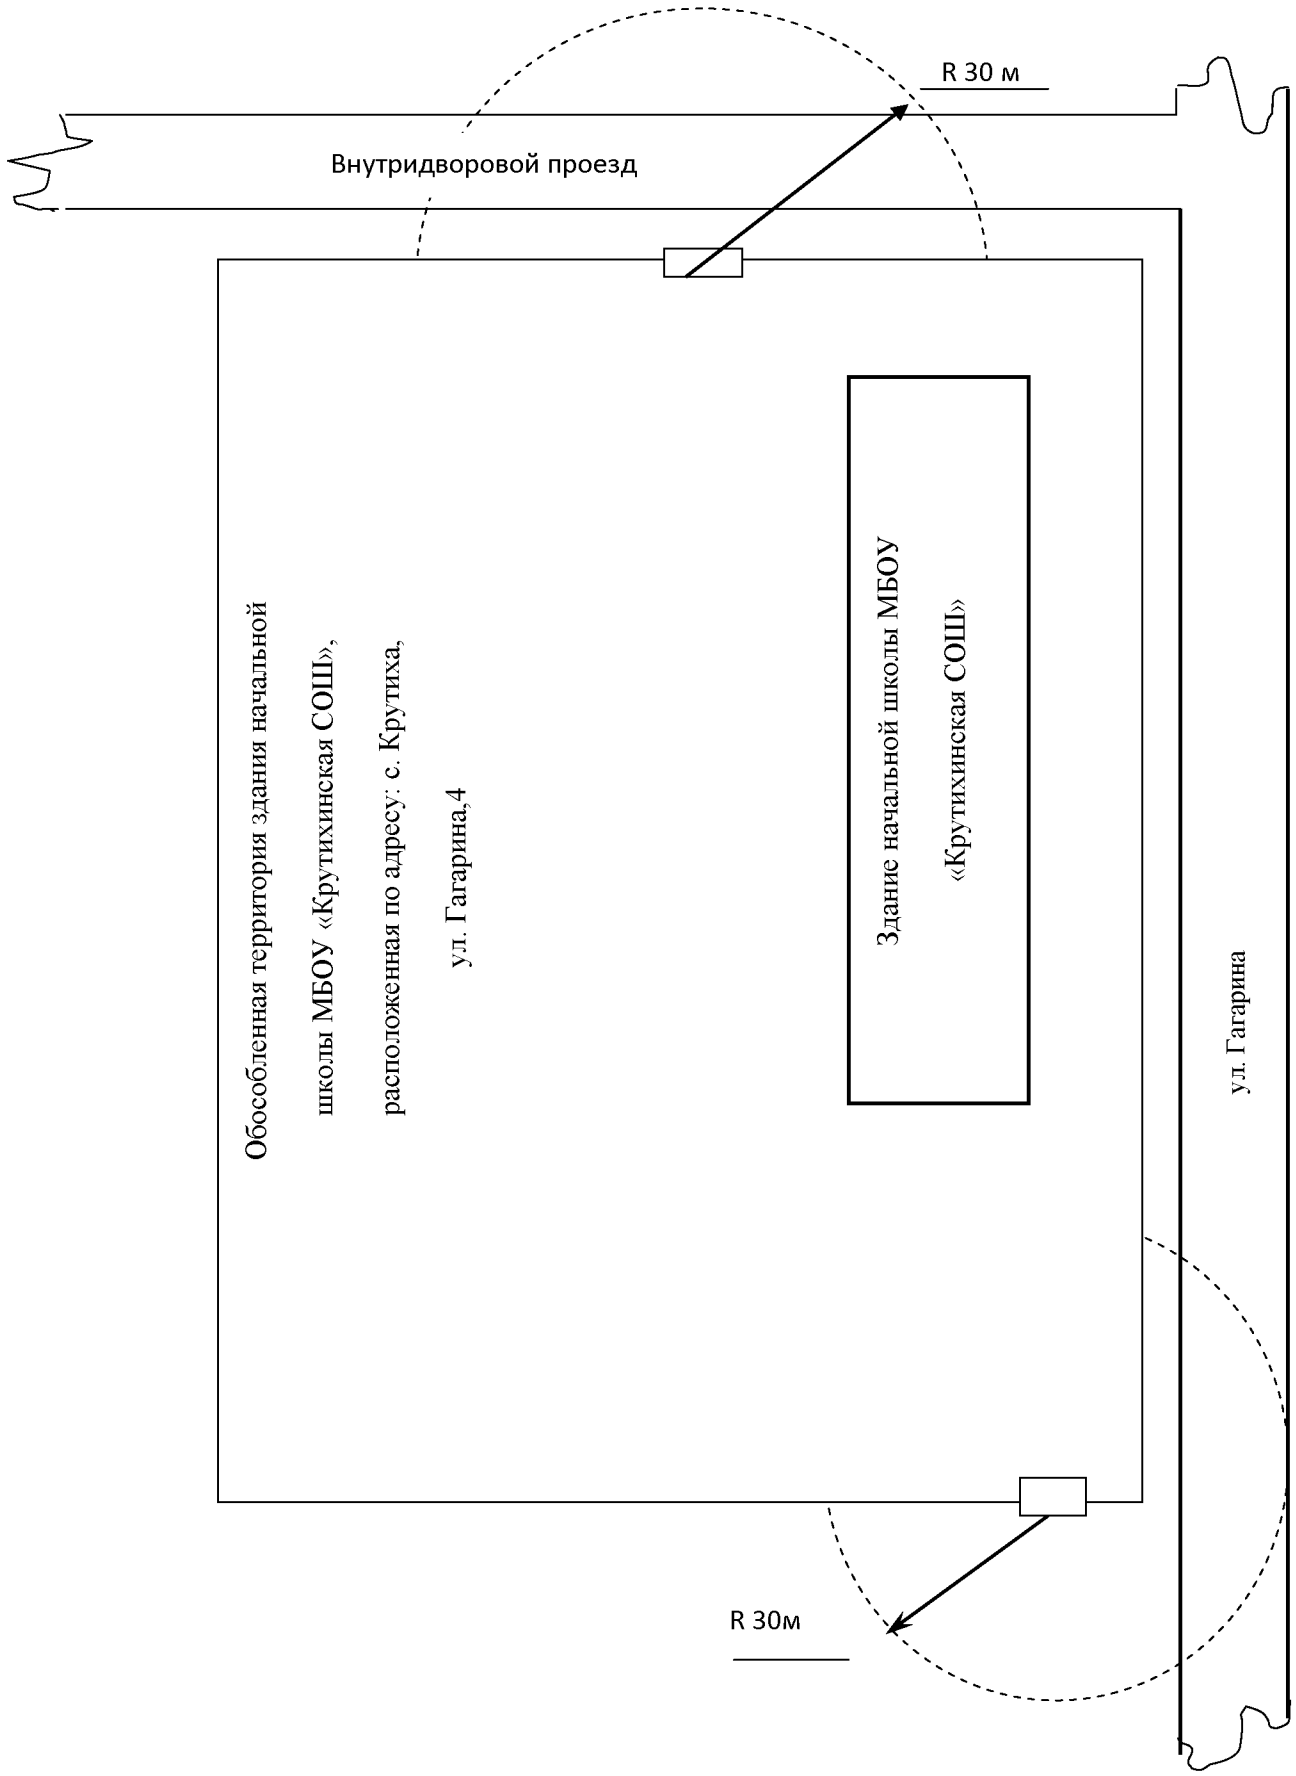 R 30 м
Внутридворовой проезд
Обособленная территория здания начальной
школы МБОУ «Крутихинская СОШ»,
расположенная по адресу: с. Крутиха,
ул. Гагарина,4
Здание начальной школы МБОУ
«Крутихинская СОШ»
ул. Гагарина
R 30м